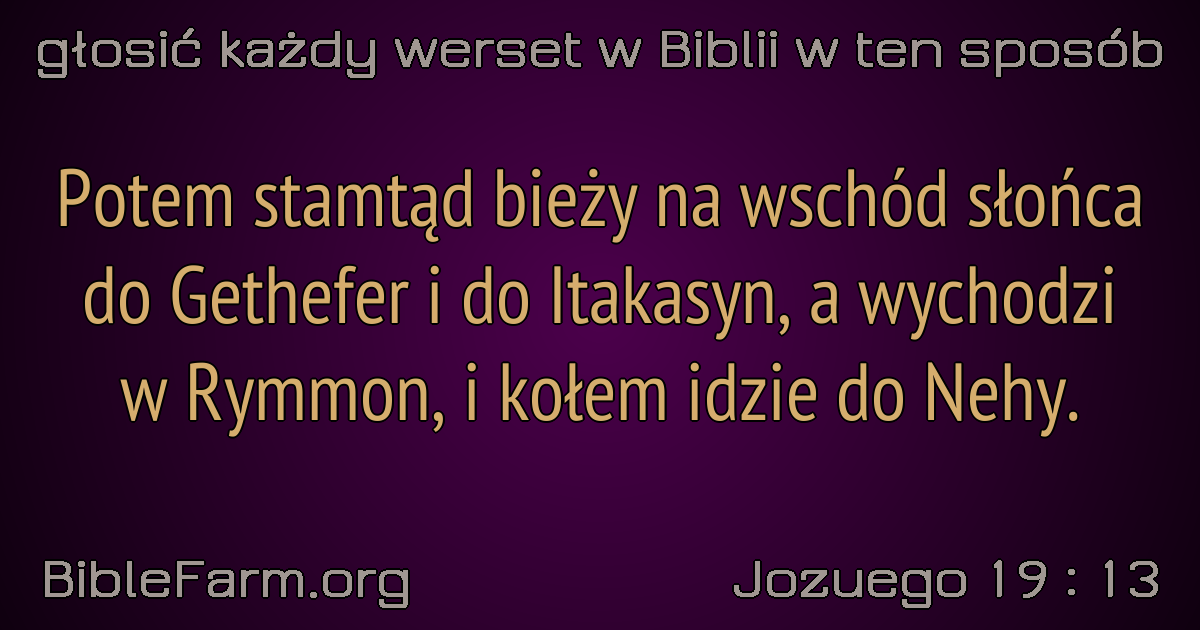 głosić każdy werset w Biblii w ten sposób
Potem stamtąd bieży na wschód słońca
do Gethefer i do Itakasyn, a wychodzi
w Rymmon, i kołem idzie do Nehy.
BibleFarm.org
Jozuego 19 : 13